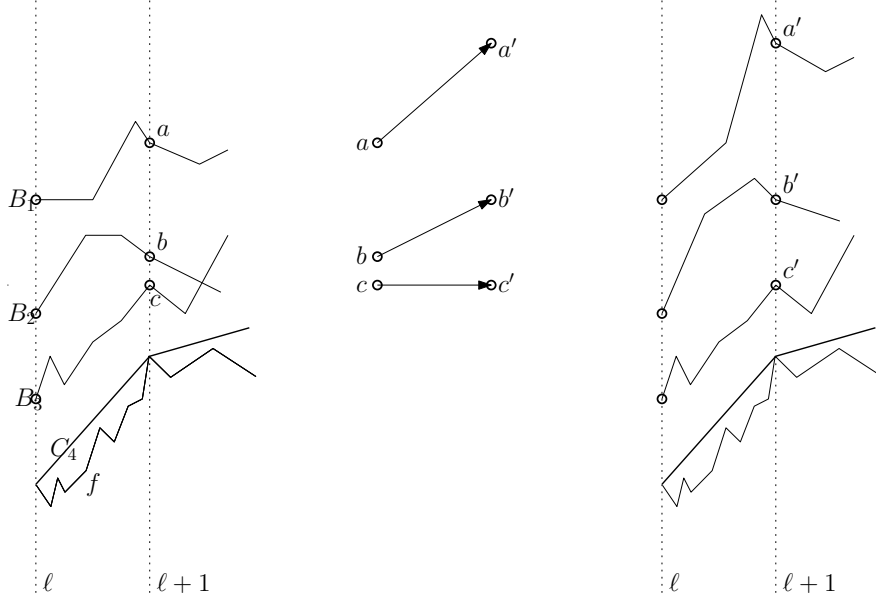 a′
a
a′
a
B₁
b′
b′
b
b
c
c′
c′
c
B₂
B₃
C₄
f
ℓ
ℓ + 1
ℓ
ℓ + 1